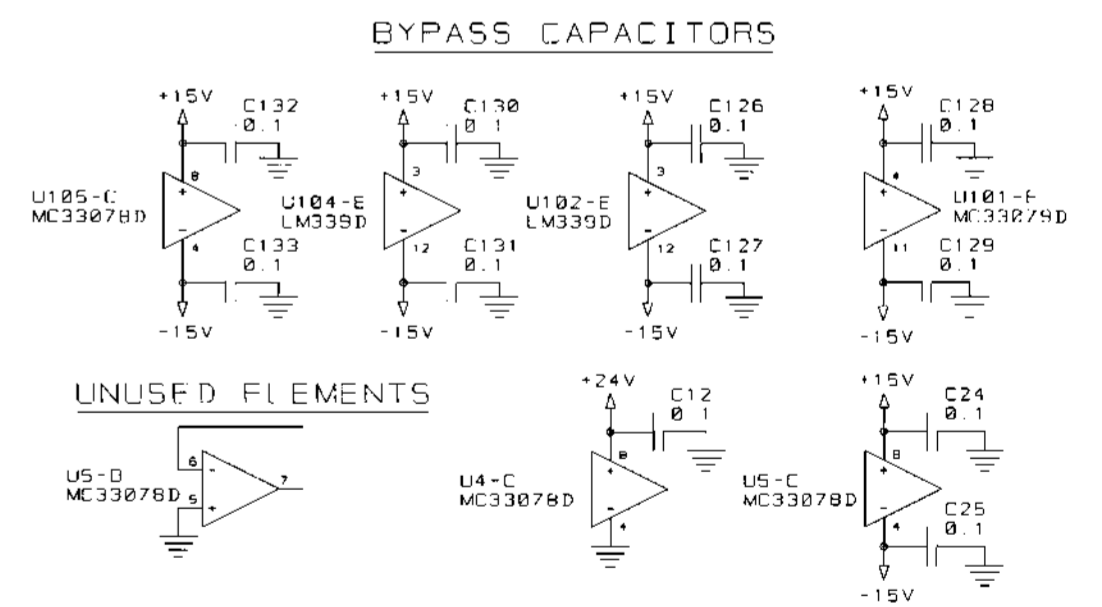 BYPASS CAPACITORS
+15V
C132
0.1
8
U105-C
MC33078D
4
C133
0.1
-15V
+15V
C130
0 1
3
U104-E
LM339D
12
C131
0.1
-15V
+15V
C126
0.1
3
U102-E
LM339D
12
C127
0.1
-15V
+15V
C128
0.1
4
MC33079D
11
C129
0.1
-15V
UNUSED ELEMENTS
6
U5-B
MC33078D
5
7
+24V
C12
0 1
8
U4-C
MC33078D
4
+15V
C24
0.1
8
U5-C
MC33078D
4
C25
0.1
-15V